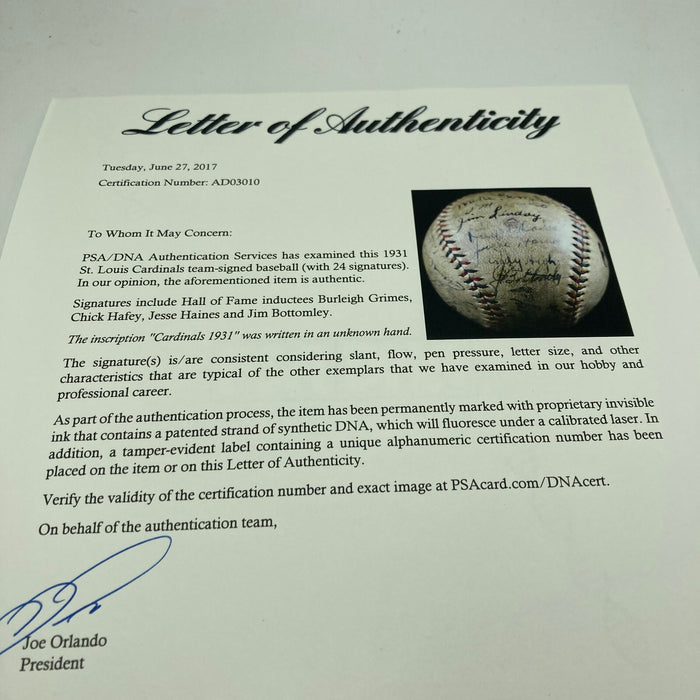 Letter of Authenticity
Tuesday, June 27, 2017
Certification Number: AD03010
To Whom It May Concern:
PSA/DNA Authentication Services has examined this 1931
St. Louis Cardinals team-signed baseball (with 24 signatures).
In our opinion, the aforementioned item is authentic.
Signatures include Hall of Fame inductees Burleigh Grimes,
Chick Hafey, Jesse Haines and Jim Bottomley.
The inscription "Cardinals 1931" was written in an unknown hand.
Jim Lindsey
J Bottomley
The signature(s) is/are consistent considering slant, flow, pen pressure, letter size, and other
characteristics that are typical of the other exemplars that we have examined in our hobby and
professional career.
As part of the authentication process, the item has been permanently marked with proprietary invisible
ink that contains a patented strand of synthetic DNA, which will fluoresce under a calibrated laser. In
addition, a tamper-evident label containing a unique alphanumeric certification number has been
placed on the item or on this Letter of Authenticity.
Verify the validity of the certification number and exact image at PSAcard.com/DNAcert.
On behalf of the authentication team,
Joe Orlando
President